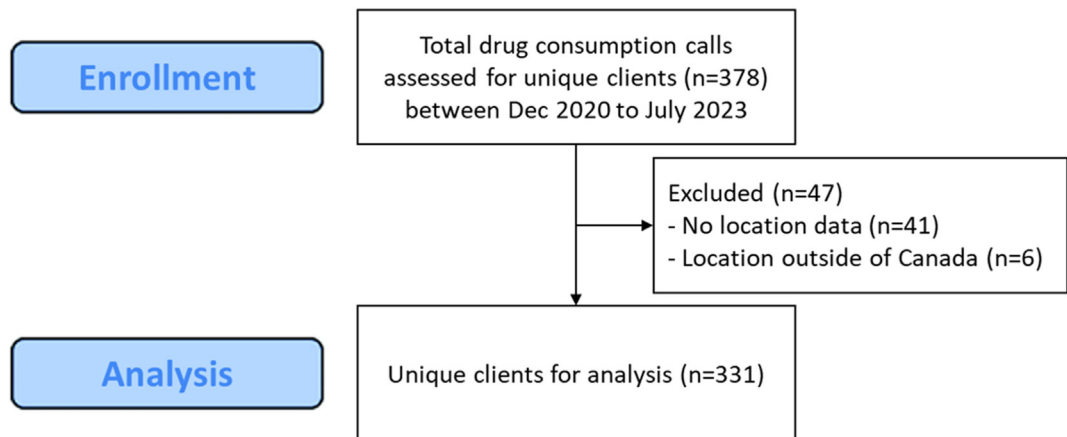 Enrollment
Total drug consumption calls
assessed for unique clients (n=378)
between Dec 2020 to July 2023
Excluded (n=47)
- No location data (n=41)
- Location outside of Canada (n=6)
Analysis
Unique clients for analysis (n=331)